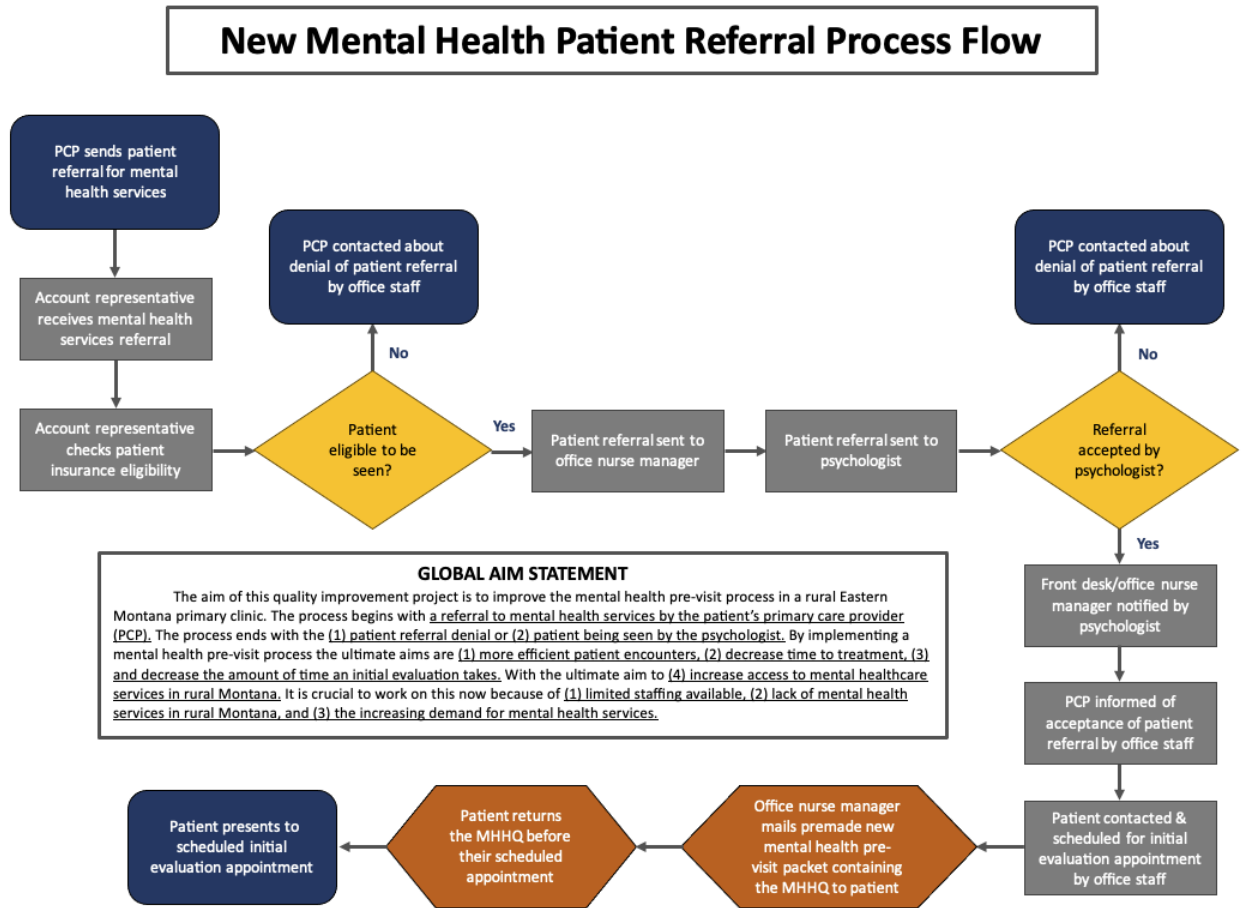 New Mental Health Patient Referral Process Flow
PCP sends patient
referral for mental
health services
Account representative
receives mental health
services referral
Account representative
checks patient
insurance eligibility
Patient
eligible to be
seen?
No
PCP contacted about
denial of patient referral
by office staff
Yes
Patient referral sent to
office nurse manager
Patient referral sent to
psychologist
Referral
accepted by
psychologist?
No
PCP contacted about
denial of patient referral
by office staff
Yes
Front desk/office nurse
manager notified by
psychologist
PCP informed of
acceptance of patient
referral by office staff
Patient contacted &
scheduled for initial
evaluation appointment
by office staff
Office nurse manager
mails premade new
mental health pre-
visit packet containing
the MHHQ to patient
Patient returns
the MHHQ before
their scheduled
appointment
Patient presents to
scheduled initial
evaluation appointment
GLOBAL AIM STATEMENT
The aim of this quality improvement project is to improve the mental health pre-visit process in a rural Eastern
Montana primary clinic. The process begins with a referral to mental health services by the patient's primary care provider
(PCP). The process ends with the (1) patient referral denial or (2) patient being seen by the psychologist. By implementing a
mental health pre-visit process the ultimate aims are (1) more efficient patient encounters, (2) decrease time to treatment, (3)
and decrease the amount of time an initial evaluation takes. With the ultimate aim to (4) increase access to mental healthcare
services in rural Montana. It is crucial to work on this now because of (1) limited staffing available, (2) lack of mental health
services in rural Montana, and (3) the increasing demand for mental health services.